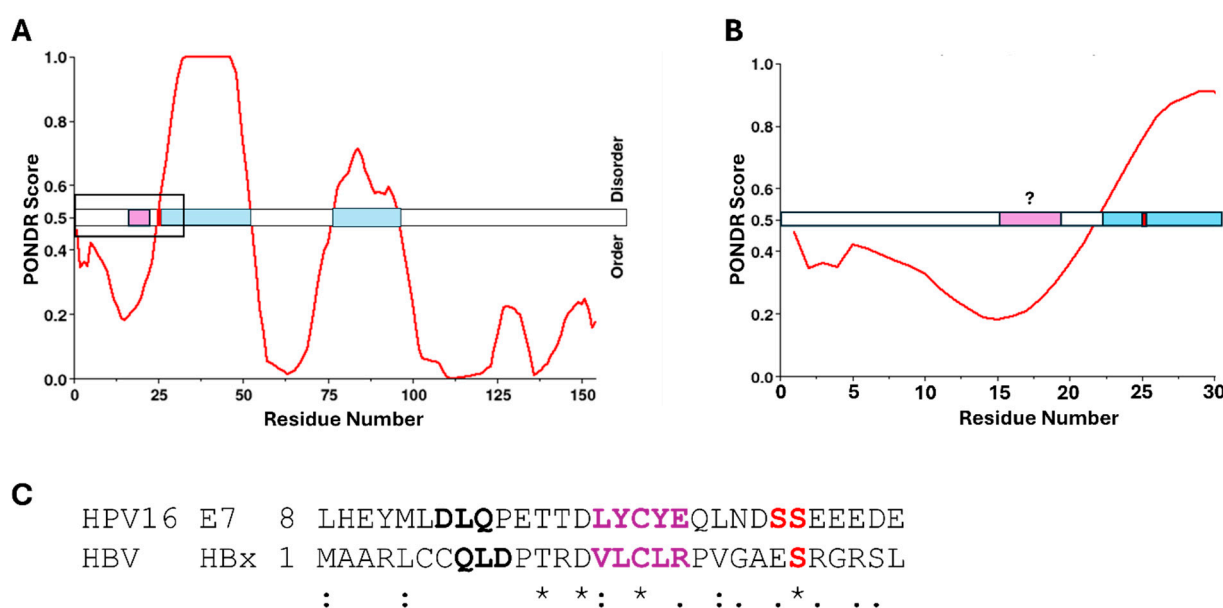 A
PONDR Score
1.0
0.8
0.6
0.5
0.4
0.2
0.0
0 25 50 75 100 125 150
Residue Number
Disorder
Order
B
PONDR Score
1.0
0.8
0.6
0.5
0.4
0.2
0.0
?
0 5 10 15 20 25 30
Residue Number
C
HPV16 E7 8 LHEYMLDLQPETTDLYCYEQLNDSSEEEDE
HBV HBx 1 MAARLCCQLDPTRDVLCLRPVGAESRGRSL
: : * *: * . :. . *. . .